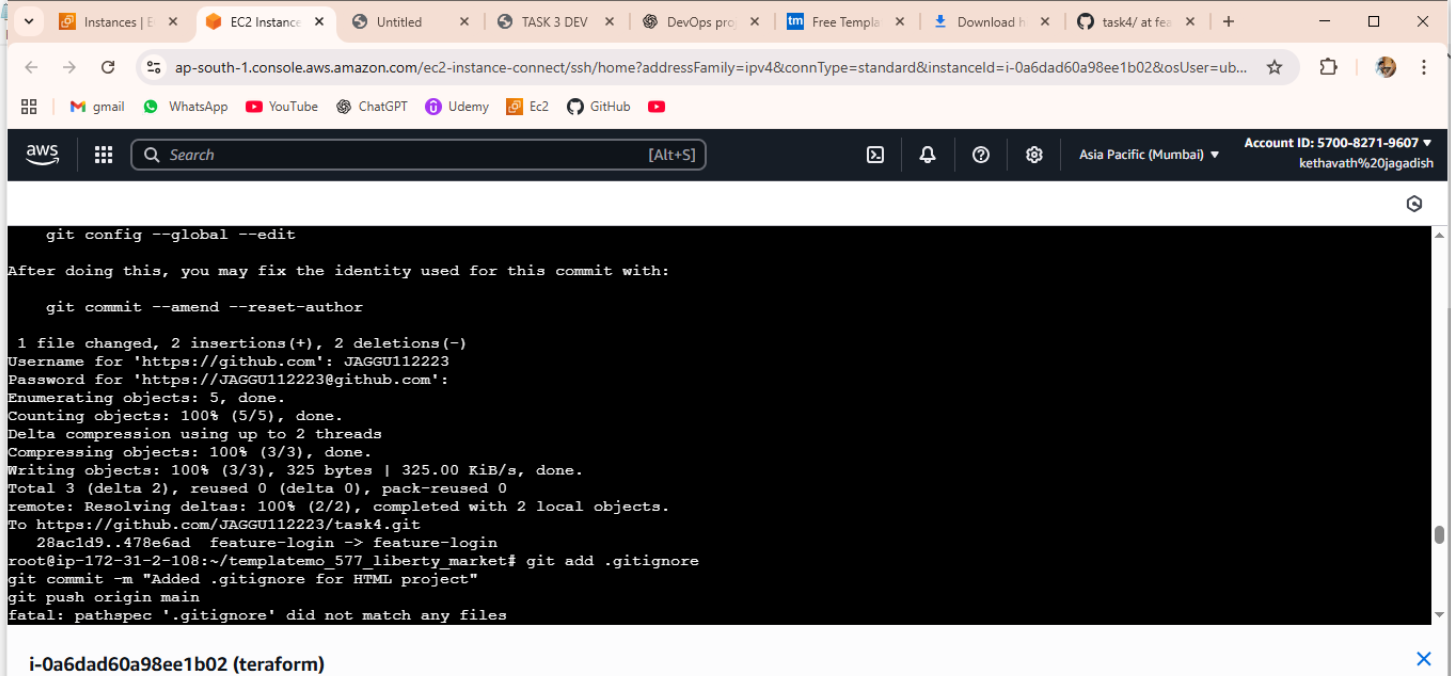 Instances | E
EC2 Instance
Untitled
TASK 3 DEV
DevOps pro
tm Free Templa
Download h
task4/ at fea
ap-south-1.console.aws.amazon.com/ec2-instance-connect/ssh/home?addressFamily=ipv4&connType=standard&instanceId=i-0a6dad60a98ee1b02&osUser=ub...
gmail
WhatsApp
YouTube
ChatGPT
Udemy
Ec2
GitHub
aws
Search
[Alt+S]
Asia Pacific (Mumbai)
Account ID: 5700-8271-9607
kethavath%20jagadish
git config --global --edit
After doing this, you may fix the identity used for this commit with:
git commit --amend --reset-author
1 file changed, 2 insertions(+), 2 deletions(-)
Username for 'https://github.com': JAGGU112223
Password for 'https://JAGGU112223@github.com':
Enumerating objects: 5, done.
Counting objects: 100% (5/5), done.
Delta compression using up to 2 threads
Compressing objects: 100% (3/3), done.
Writing objects: 100% (3/3), 325 bytes | 325.00 KiB/s, done.
Total 3 (delta 2), reused 0 (delta 0), pack-reused 0
remote: Resolving deltas: 100% (2/2), completed with 2 local objects.
To https://github.com/JAGGU112223/task4.git
28ac1d9..478e6ad  feature-login -> feature-login
root@ip-172-31-2-108:~/templatemo_577_liberty_market# git add .gitignore
git commit -m "Added .gitignore for HTML project"
git push origin main
fatal: pathspec '.gitignore' did not match any files
i-0a6dad60a98ee1b02 (teraform)